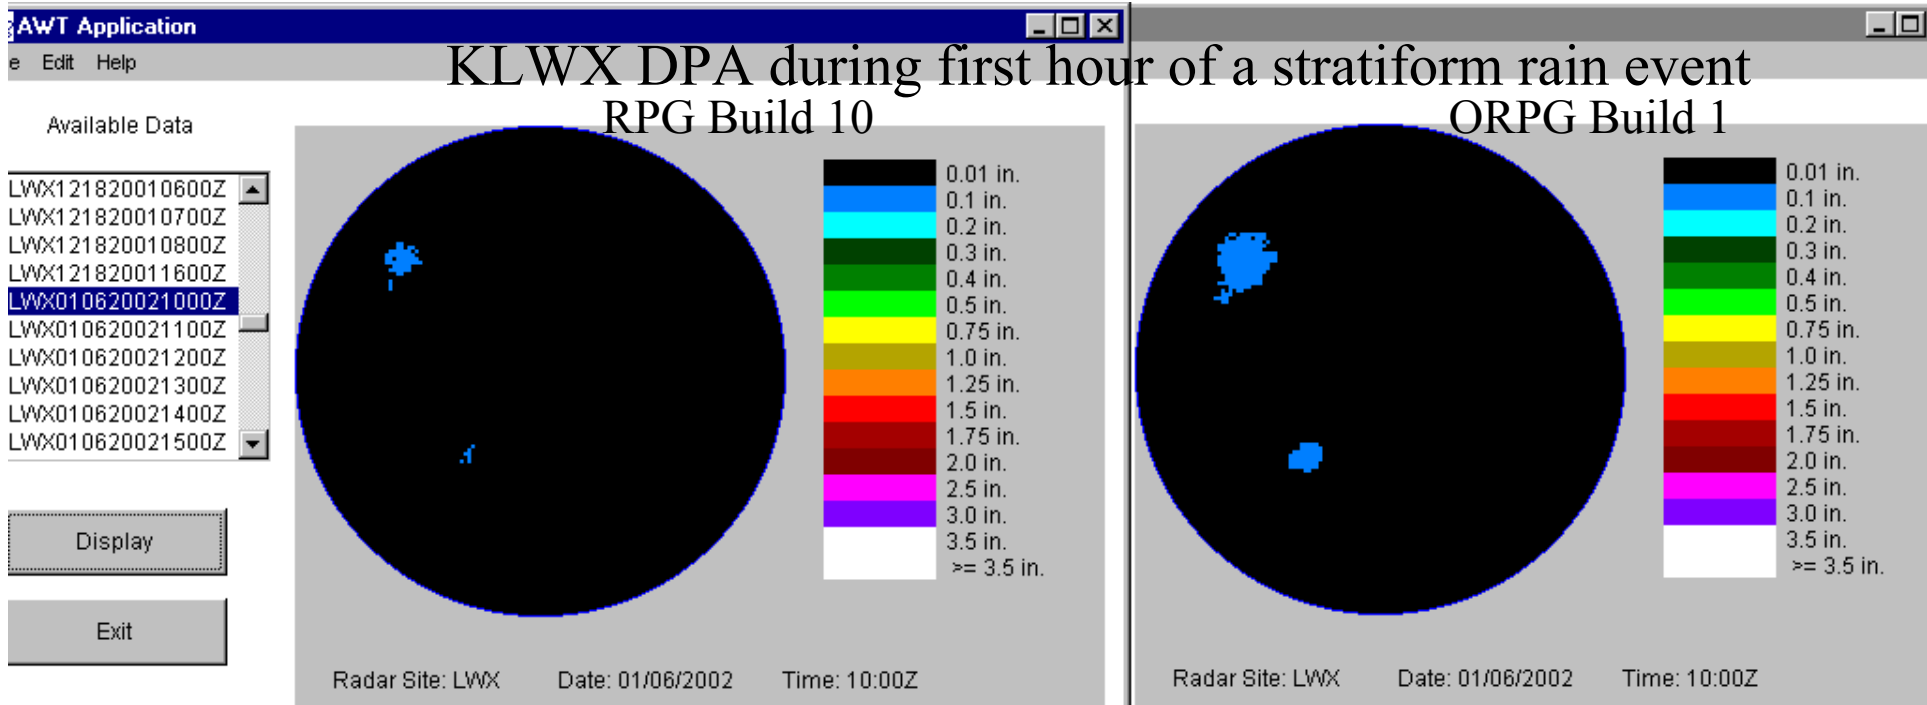 AWT Application
e Edit Help
KLWX DPA during first hour of a stratiform rain event
RPG Build 10
ORPG Build 1
Available Data
LWX121820010600Z
LWX121820010700Z
LWX121820010800Z
LWX121820011600Z
LWX010620021000Z
LWX010620021100Z
LWX010620021200Z
LWX010620021300Z
LWX010620021400Z
LWX010620021500Z
Display
Exit
0.01 in.
0.1 in.
0.2 in.
0.3 in.
0.4 in.
0.5 in.
0.75 in.
1.0 in.
1.25 in.
1.5 in.
1.75 in.
2.0 in.
2.5 in.
3.0 in.
3.5 in.
>= 3.5 in.
Radar Site: LWX Date: 01/06/2002 Time: 10:00Z
0.01 in.
0.1 in.
0.2 in.
0.3 in.
0.4 in.
0.5 in.
0.75 in.
1.0 in.
1.25 in.
1.5 in.
1.75 in.
2.0 in.
2.5 in.
3.0 in.
3.5 in.
>= 3.5 in.
Radar Site: LWX Date: 01/06/2002 Time: 10:00Z